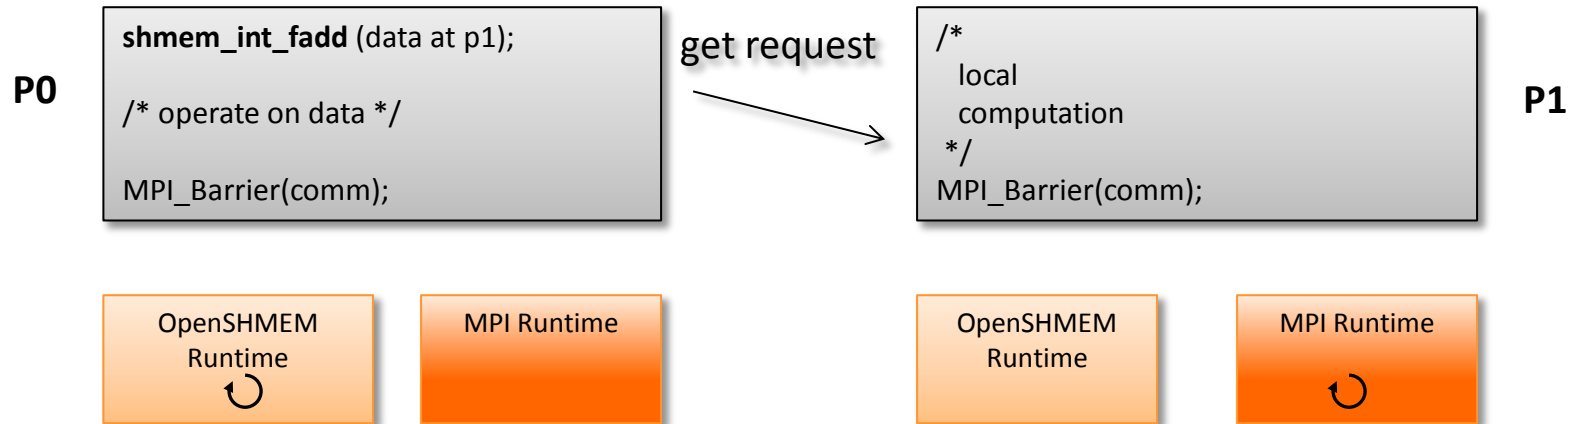 P0
shmem_int_fadd (data at p1);
/* operate on data */
MPI_Barrier(comm);
get request
/*
local
computation
*/
MPI_Barrier(comm);
P1
OpenSHMEM
Runtime
MPI Runtime
OpenSHMEM
Runtime
MPI Runtime